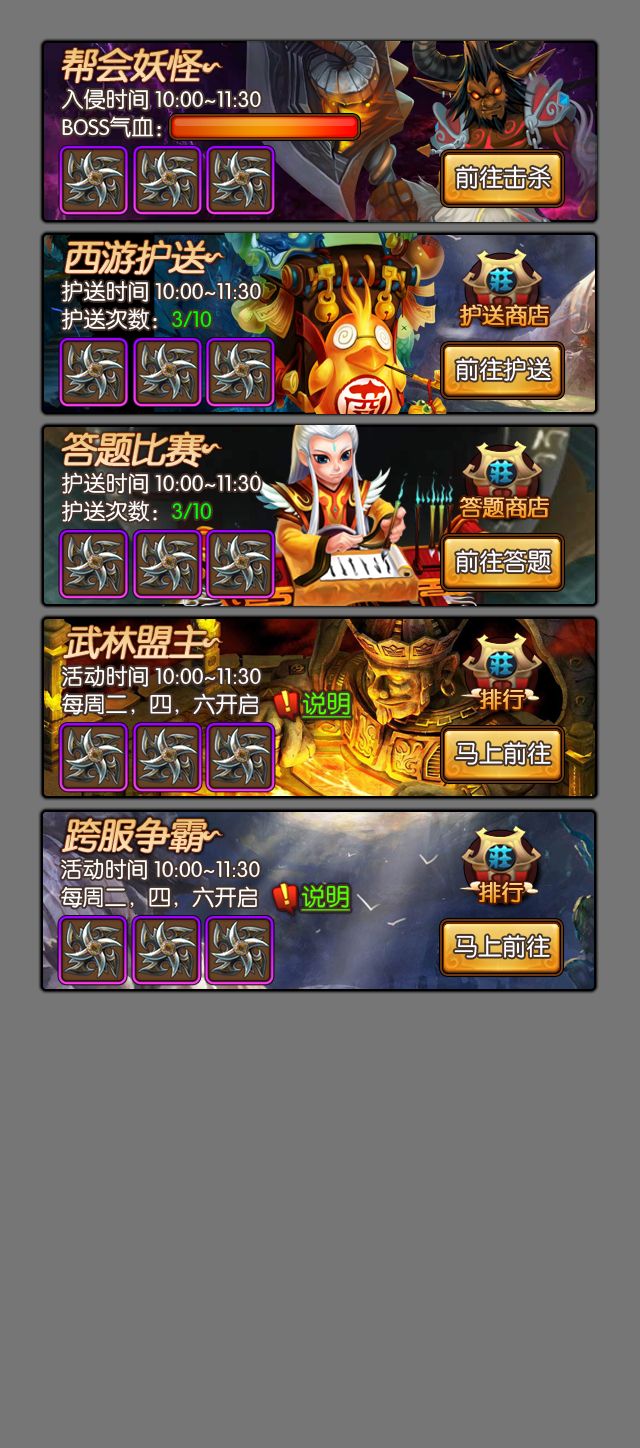 帮会妖怪
入侵时间 10:00~11:30
BOSS气血：
前往击杀
西游护送
护送时间 10:00~11:30
护送次数：3/10
莊
护送商店
前往护送
答题比赛
护送时间 10:00~11:30
护送次数：3/10
莊
答题商店
前往答题
武林盟主
活动时间 10:00~11:30
每周二，四，六开启
说明
莊
排行
马上前往
跨服争霸
活动时间 10:00~11:30
每周二，四，六开启
说明
莊
排行
马上前往